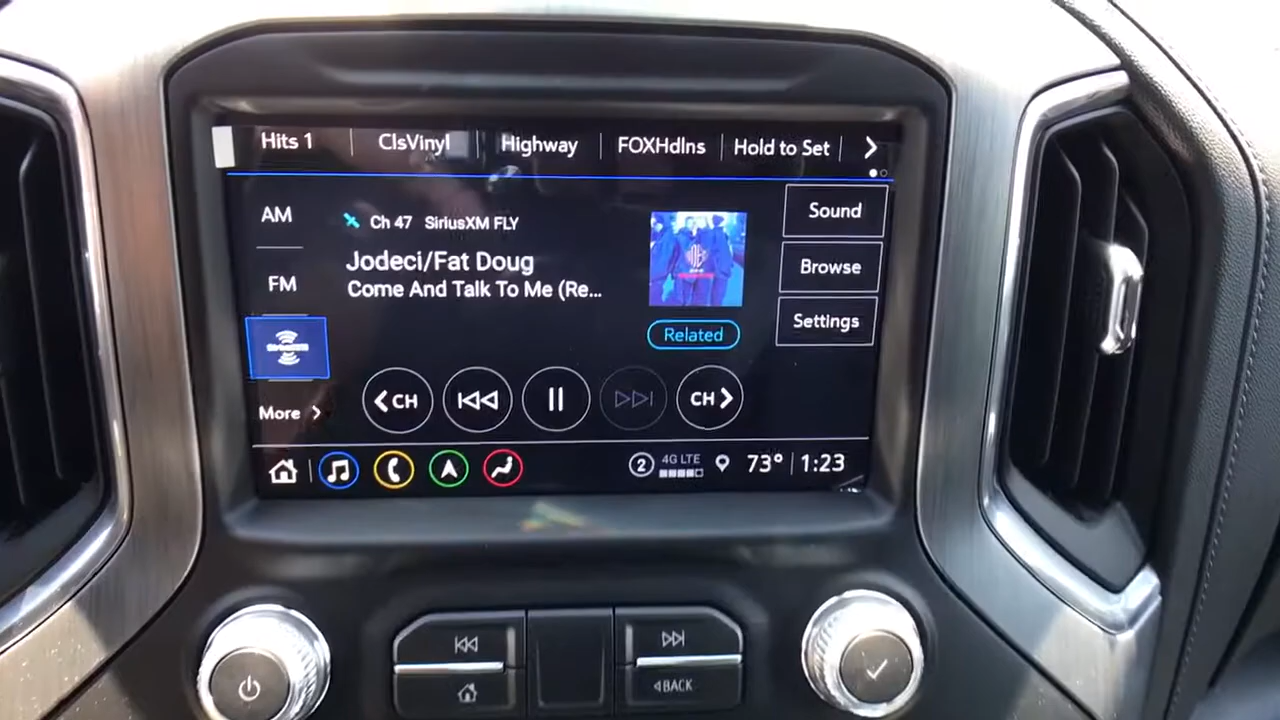 Hits 1
ClsVinyl
Highway
FOXHdlns
Hold to Set
AM
Ch 47 SiriusXM FLY
Sound
Jodeci/Fat Doug
Come And Talk To Me (Re...
FM
Browse
Settings
Related
More
CH
CH
2
4G LTE
73° 1:23
BACK